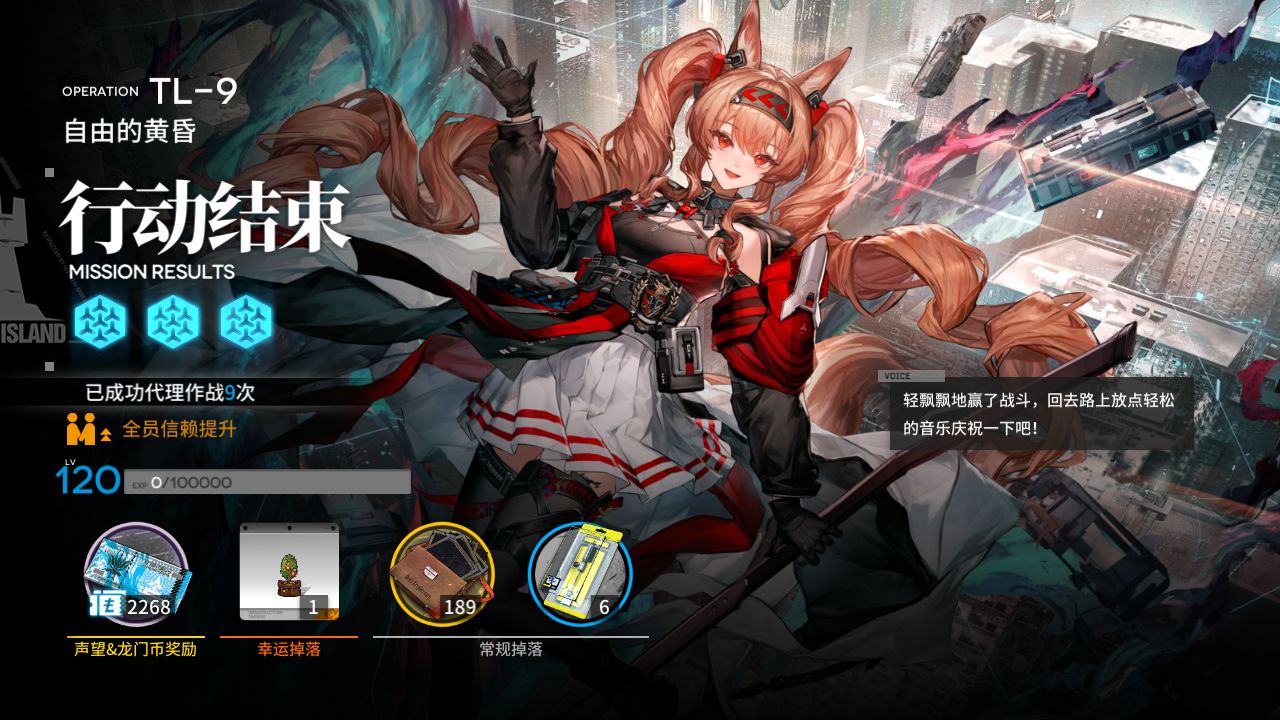 OPERATION TL-9
自由的黄昏
行动结束
MISSION RESULTS
ISLAND
已成功代理作战9次
全员信赖提升
LV
120
EXP 0/100000
VOICE
轻飘飘地赢了战斗，回去路上放点轻松
的音乐庆祝一下吧！
2268
1
189
6
声望&龙门币奖励
幸运掉落
常规掉落